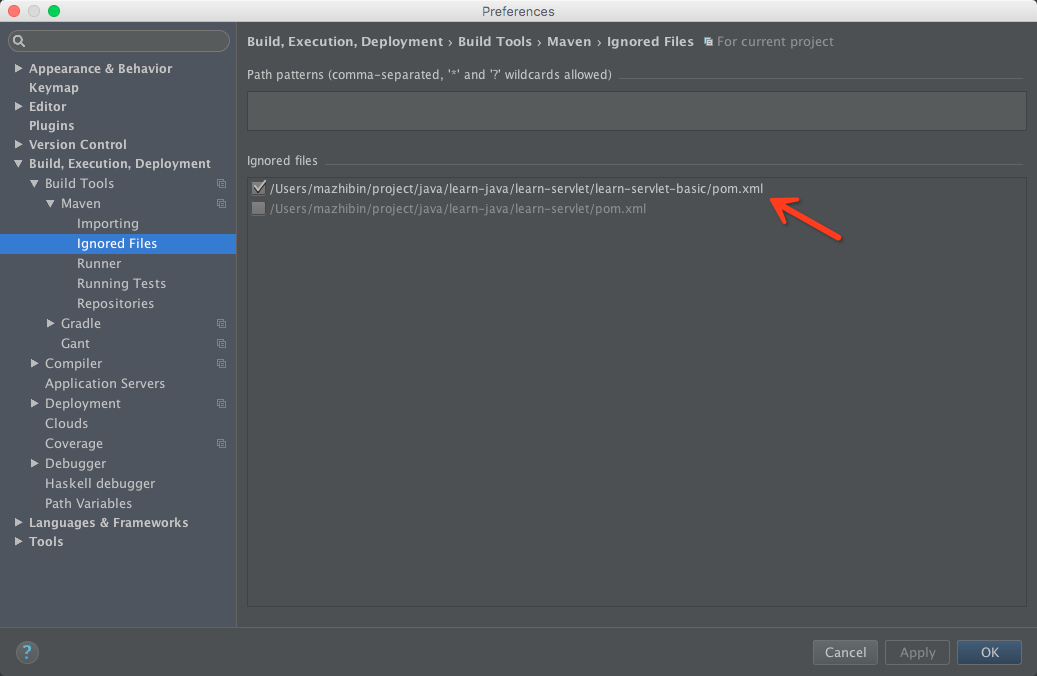 Preferences
Build, Execution, Deployment › Build Tools › Maven › Ignored Files For current project
Appearance & Behavior
Keymap
Editor
Plugins
Version Control
Build, Execution, Deployment
Build Tools
Maven
Importing
Ignored Files
Runner
Running Tests
Repositories
Gradle
Gant
Compiler
Application Servers
Deployment
Clouds
Coverage
Debugger
Haskell debugger
Path Variables
Languages & Frameworks
Tools
Path patterns (comma-separated, '*' and '?' wildcards allowed)
Ignored files
/Users/mazhibin/project/java/learn-java/learn-servlet/learn-servlet-basic/pom.xml
/Users/mazhibin/project/java/learn-java/learn-servlet/pom.xml
?
Cancel Apply OK